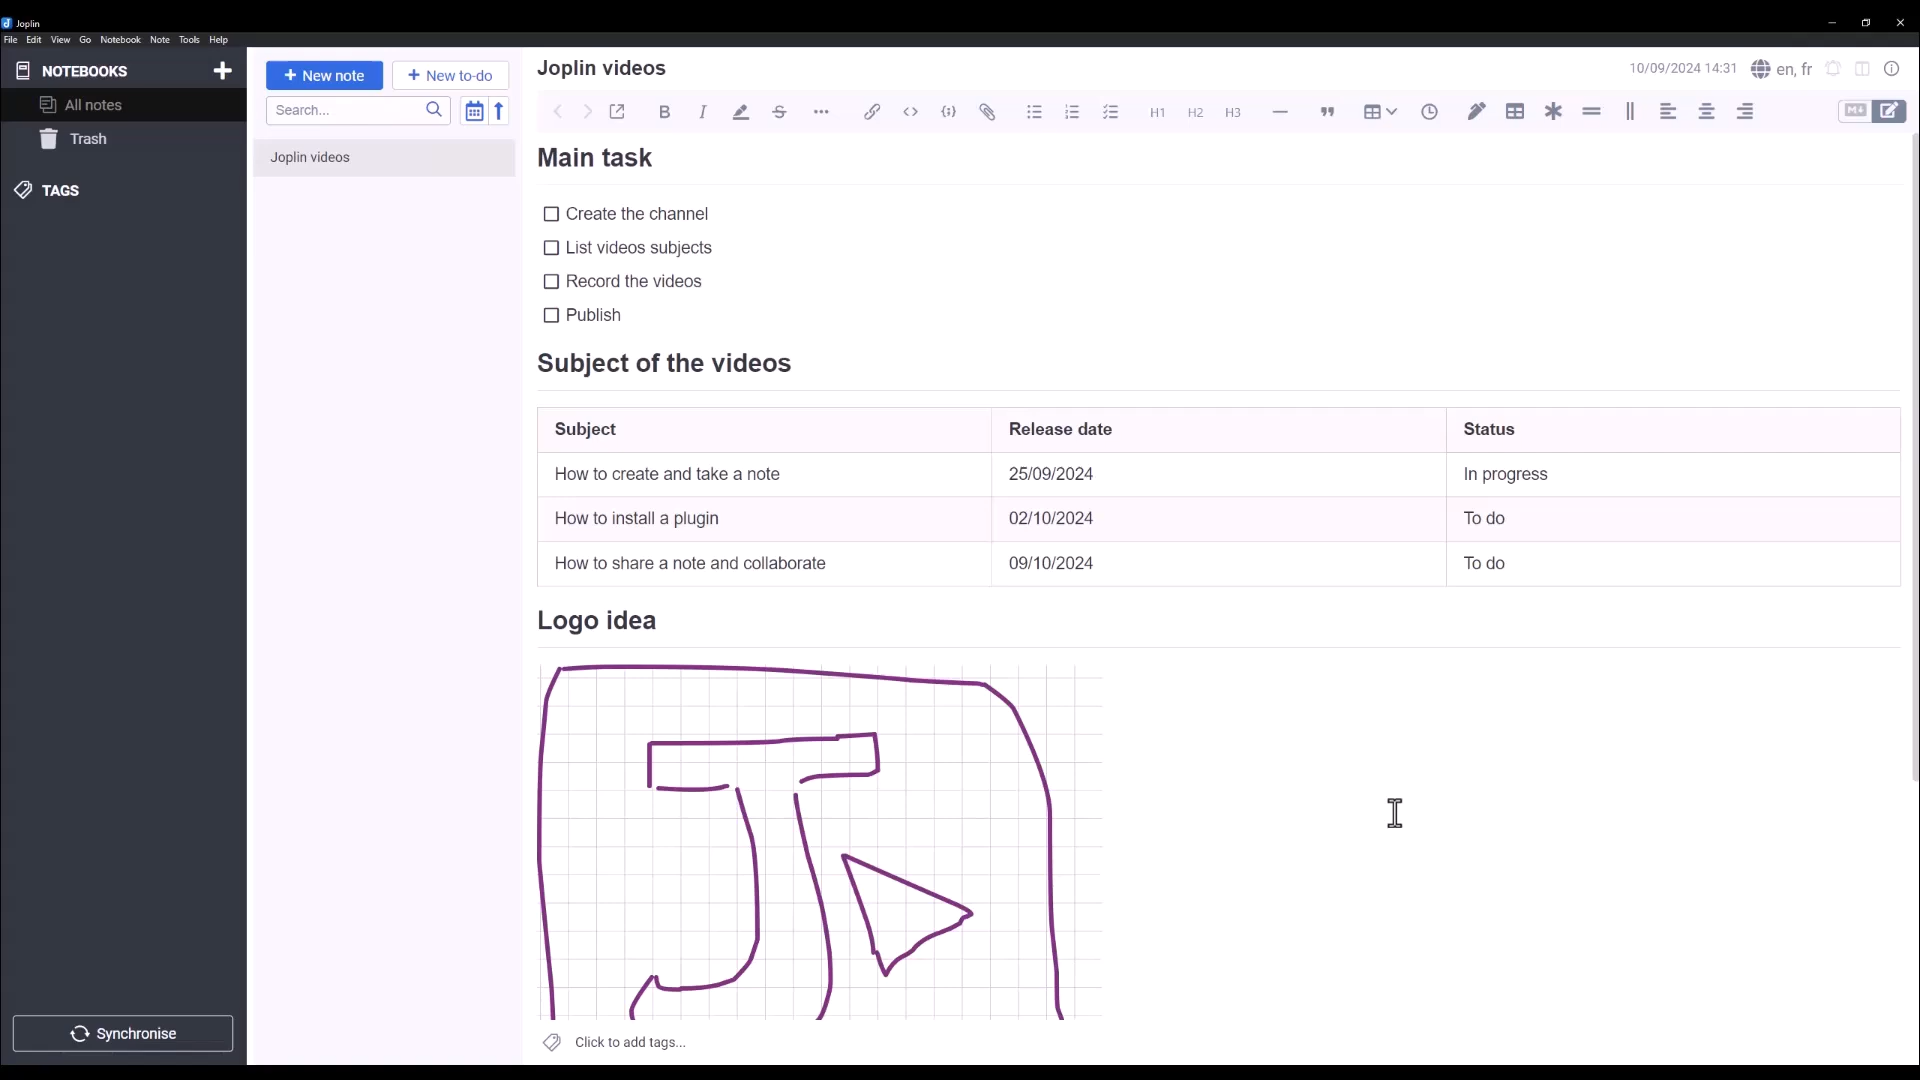 Joplin
File Edit View Go Notebook Note Tools Help
NOTEBOOKS
All notes
Trash
TAGS
Synchronise
New note
New to-do
Search...
Joplin videos
Joplin videos
10/09/2024 14:31
en, fr
H1 H2 H3
Main task
Create the channel
List videos subjects
Record the videos
Publish
Subject of the videos
Subject Release date Status
How to create and take a note 25/09/2024 In progress
How to install a plugin 02/10/2024 To do
How to share a note and collaborate 09/10/2024 To do
Logo idea
Click to add tags...